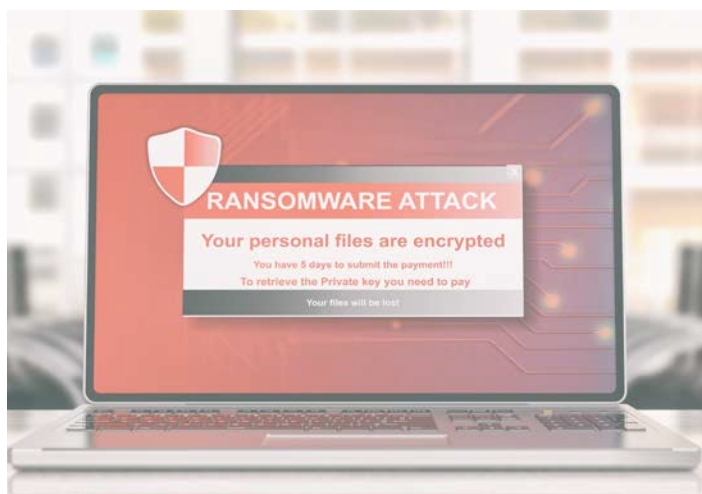 RANSOMWARE ATTACK
Your personal files are encrypted
You have 5 days to submit the payment!!!
To retrieve the Private key you need to pay
Your files will be lost